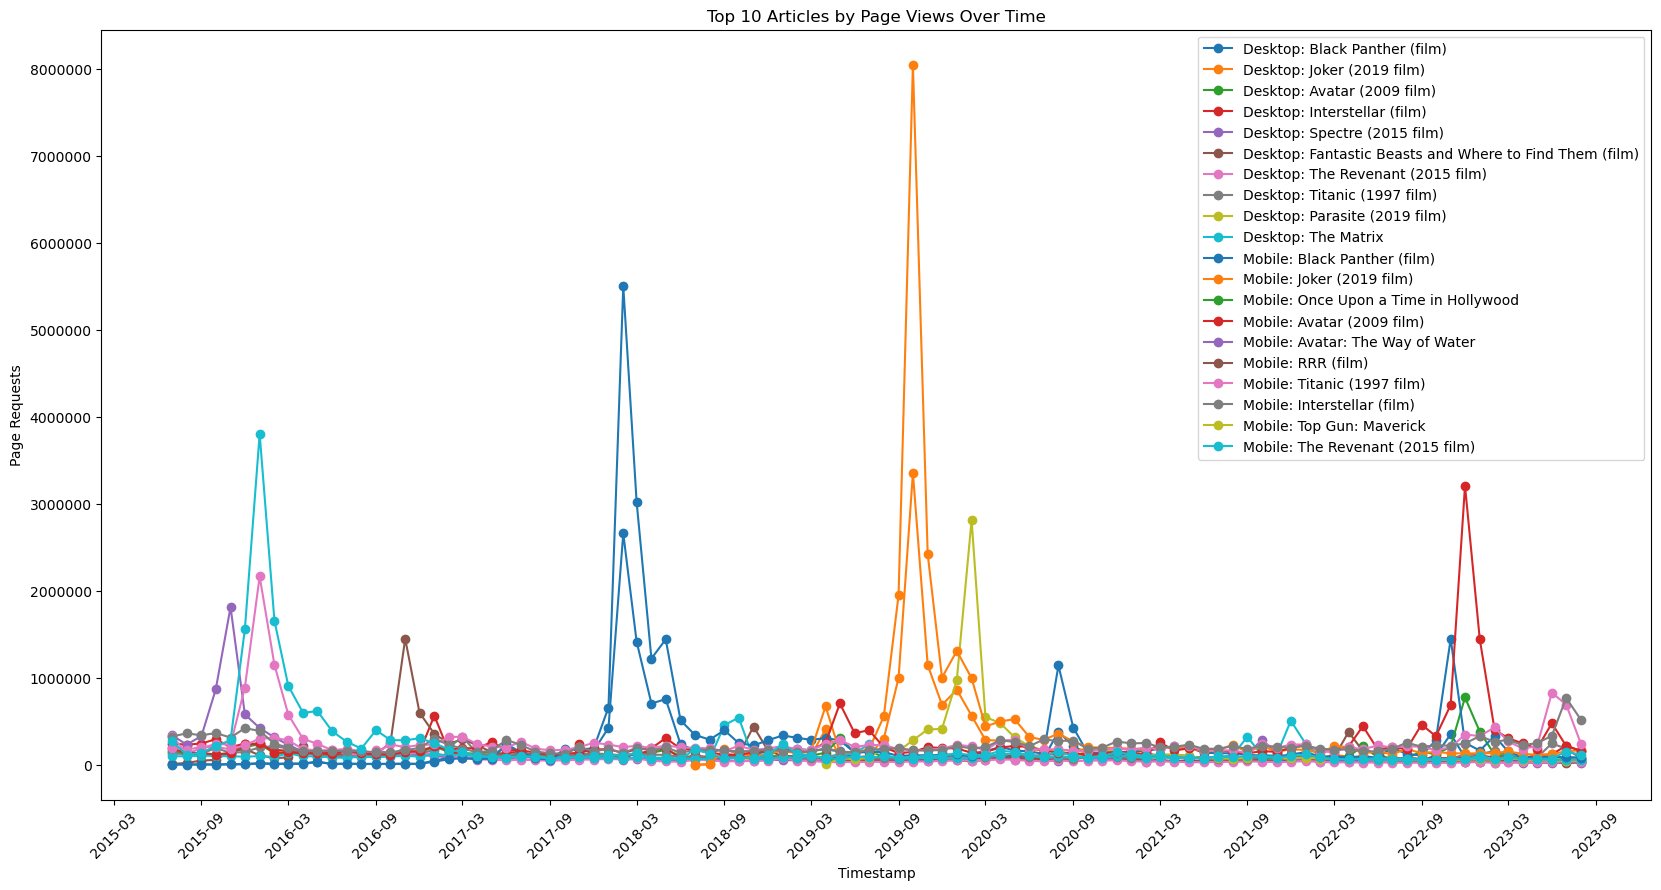 Top 10 Articles by Page Views Over Time
Desktop: Black Panther (film)
Desktop: Joker (2019 film)
Desktop: Avatar (2009 film)
Desktop: Interstellar (film)
Desktop: Spectre (2015 film)
Desktop: Fantastic Beasts and Where to Find Them (film)
Desktop: The Revenant (2015 film)
Desktop: Titanic (1997 film)
Desktop: Parasite (2019 film)
Desktop: The Matrix
Mobile: Black Panther (film)
Mobile: Joker (2019 film)
Mobile: Once Upon a Time in Hollywood
Mobile: Avatar (2009 film)
Mobile: Avatar: The Way of Water
Mobile: RRR (film)
Mobile: Titanic (1997 film)
Mobile: Interstellar (film)
Mobile: Top Gun: Maverick
Mobile: The Revenant (2015 film)
Page Requests
8000000
7000000
6000000
5000000
4000000
3000000
2000000
1000000
0
2015-03
2015-09
2016-03
2016-09
2017-03
2017-09
2018-03
2018-09
2019-03
2019-09
2020-03
2020-09
2021-03
2021-09
2022-03
2022-09
2023-03
2023-09
Timestamp